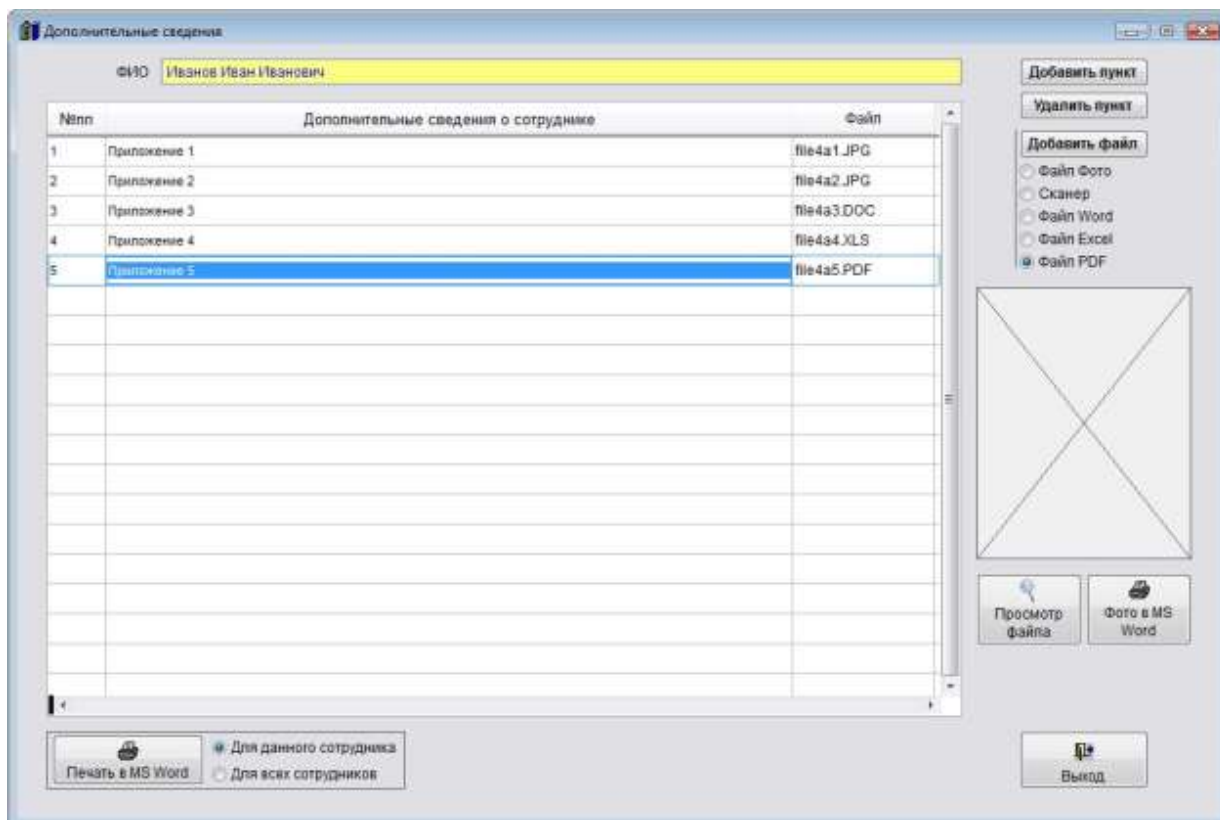 Дополнительные сведения
ФИО Иванов Иван Иванович
Добавить пункт
Удалить пункт
№пп Дополнительные сведения о сотруднике Файл
Добавить файл
1 Приложение 1 file4a1.JPG
Файл Фото
2 Приложение 2 file4a2.JPG
Сканер
3 Приложение 3 file4a3.DOC
Файл Word
4 Приложение 4 file4a4.XLS
Файл Excel
5 Приложение 5 file4a5.PDF
Файл PDF
Просмотр
файла
Фото в MS
Word
Печать в MS Word
Для данного сотрудника
Для всех сотрудников
Выход